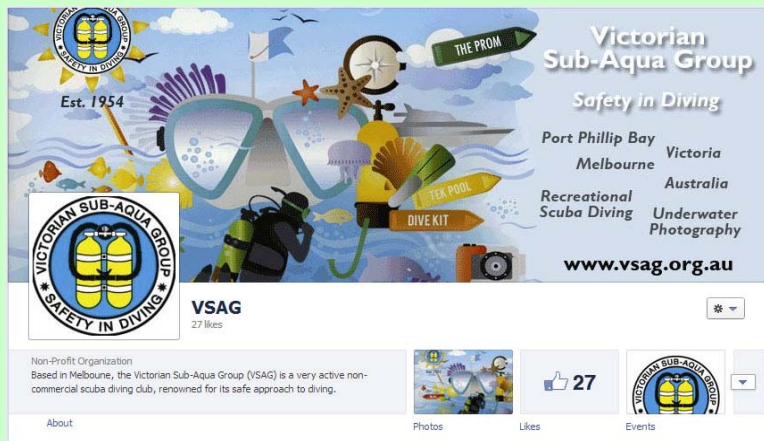 SAFETY IN DIVING
Est. 1954
THE PROM
TEK POOL
DIVE KIT
Victorian
Sub-Aqua Group
Safety in Diving
Port Phillip Bay
Melbourne
Victoria
Australia
Recreational
Scuba Diving
Underwater
Photography
www.vsag.org.au
VICTORIAN SUB-AQUA GROUP
SAFETY IN DIVING
VSAG
27 likes
Non-Profit Organization
Based in Melboune, the Victorian Sub-Aqua Group (VSAG) is a very active non-
commercial scuba diving club, renowned for its safe approach to diving.
About
Photos
27
Likes
VICTORIAN SUB-AQUA GROUP
Events